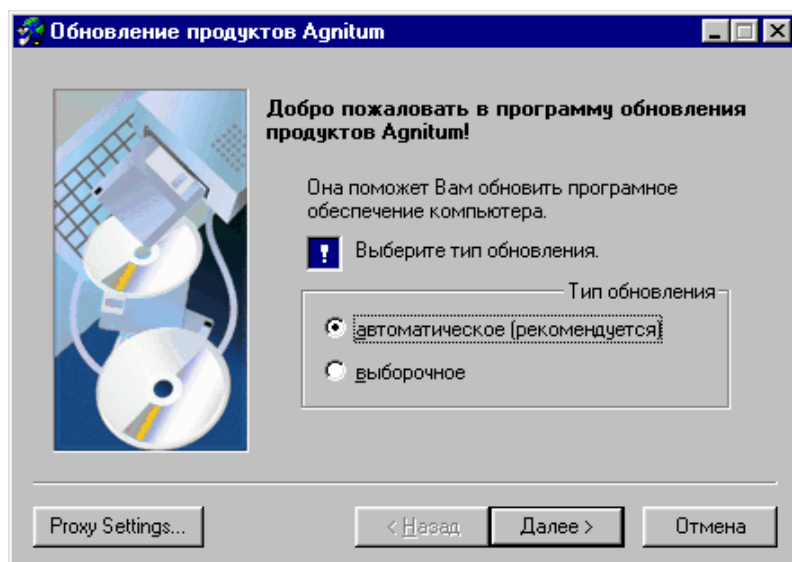 Обновление продуктов Agnitum
Добро пожаловать в программу обновления
продуктов Agnitum!
Она поможет Вам обновить програмное
обеспечение компьютера.
! Выберите тип обновления.
Тип обновления
автоматическое (рекомендуется)
выборочное
Proxy Settings... < Назад Далее > Отмена